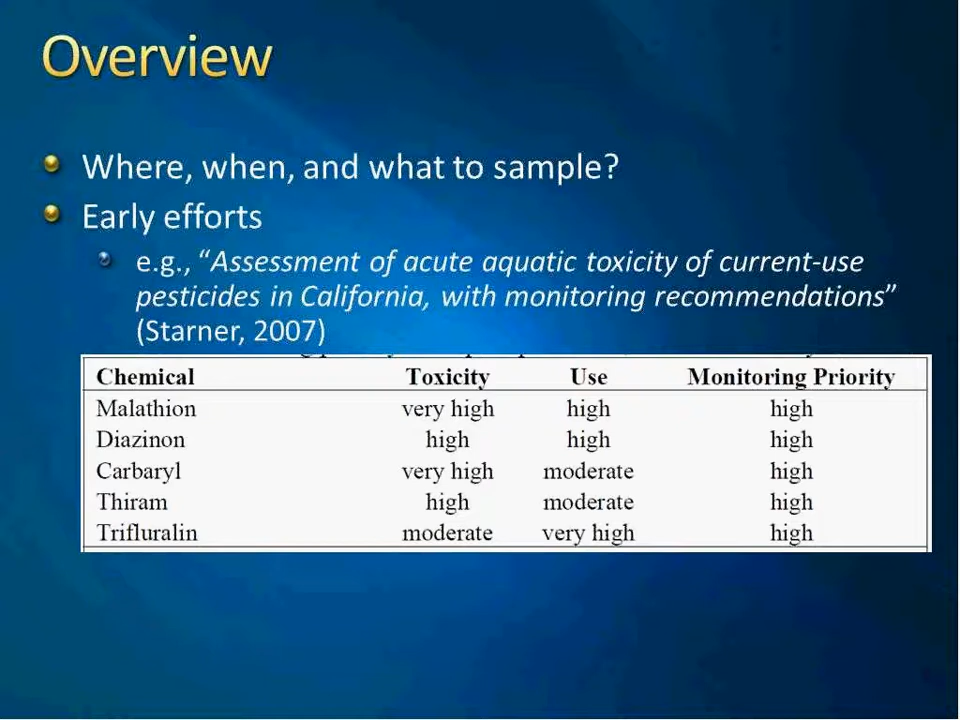 Overview
Where, when, and what to sample?
Early efforts
e.g., “Assessment of acute aquatic toxicity of current-use
pesticides in California, with monitoring recommendations”
(Starner, 2007)
Chemical Toxicity Use Monitoring Priority
Malathion very high high high
Diazinon high high high
Carbaryl very high moderate high
Thiram high moderate high
Trifluralin moderate very high high